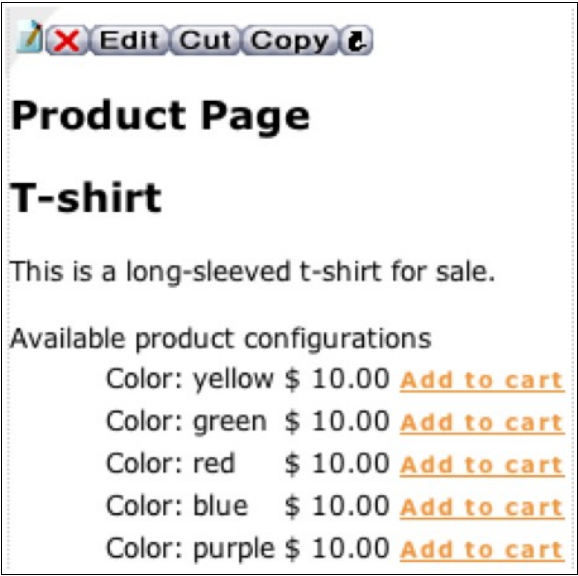 Edit Cut Copy
Product Page
T-shirt
This is a long-sleeved t-shirt for sale.
Available product configurations
Color: yellow $ 10.00 Add to cart
Color: green $ 10.00 Add to cart
Color: red $ 10.00 Add to cart
Color: blue $ 10.00 Add to cart
Color: purple $ 10.00 Add to cart